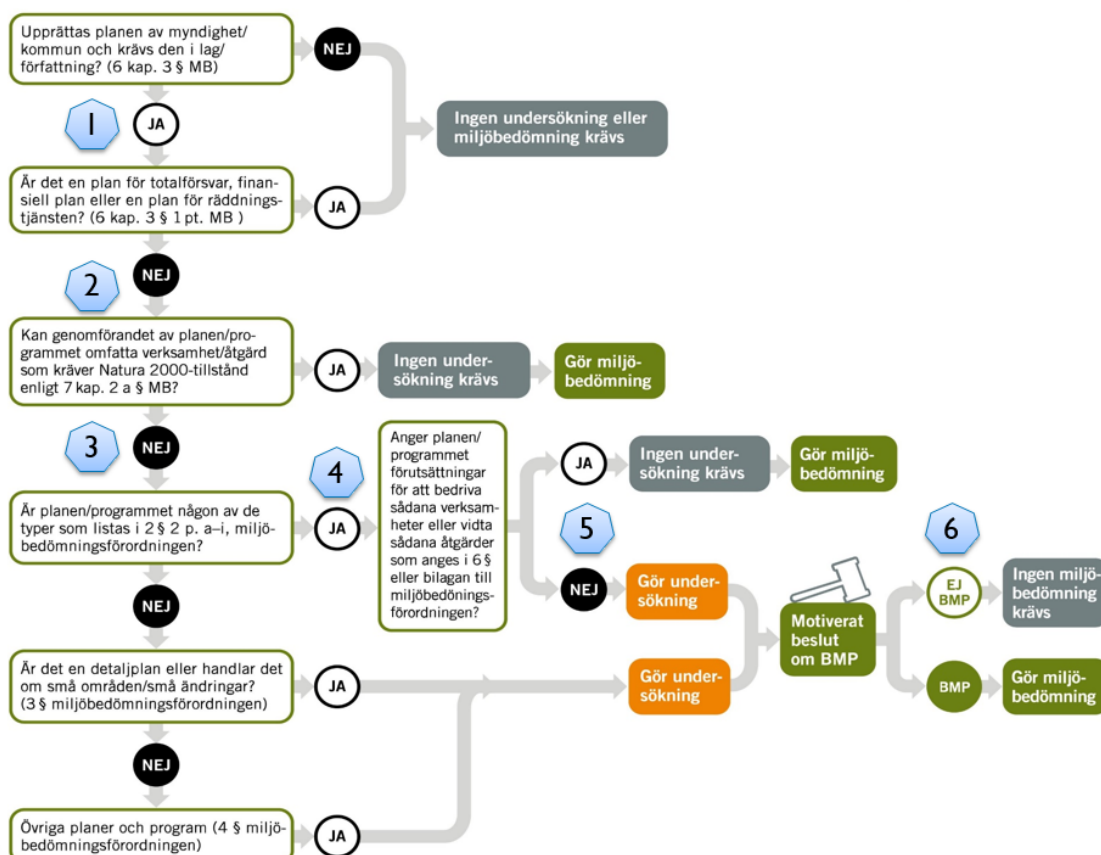 Upprättas planen av myndighet/
kommun och krävs den i lag/
författning? (6 kap. 3 § MB)
NEJ
1
JA
Ingen undersökning eller
miljöbedömning krävs
Är det en plan för totalförsvar, finan-
siell plan eller en plan för räddnings-
tjänsten? (6 kap. 3 § 1 pt. MB )
JA
2
NEJ
Kan genomförandet av planen/pro-
grammet omfatta verksamhet/åtgärd
som kräver Natura 2000-tillstånd
enligt 7 kap. 2 a § MB?
JA
Ingen under-
sökning krävs
Gör miljö-
bedömning
3
NEJ
Är planen/programmet någon av de
typer som listas i 2 § 2 p. a–i, miljö-
bedömningsförordningen?
4
JA
Anger planen/
programmet
förutsättningar
för att bedriva
sådana verksam-
heter eller vidta
sådana åtgärder
som anges i 6 §
eller bilagan till
miljöbedönings-
förordningen?
JA
Ingen under-
sökning krävs
Gör miljö-
bedömning
5
NEJ
Gör under-
sökning
Motiverat
beslut
om BMP
6
EJ
BMP
Ingen miljö-
bedömning
krävs
BMP
Gör miljö-
bedömning
NEJ
Är det en detaljplan eller handlar det
om små områden/små ändringar?
(3 § miljöbedömningsförordningen)
JA
Gör under-
sökning
NEJ
Övriga planer och program (4 § miljö-
bedömningsförordningen)
JA